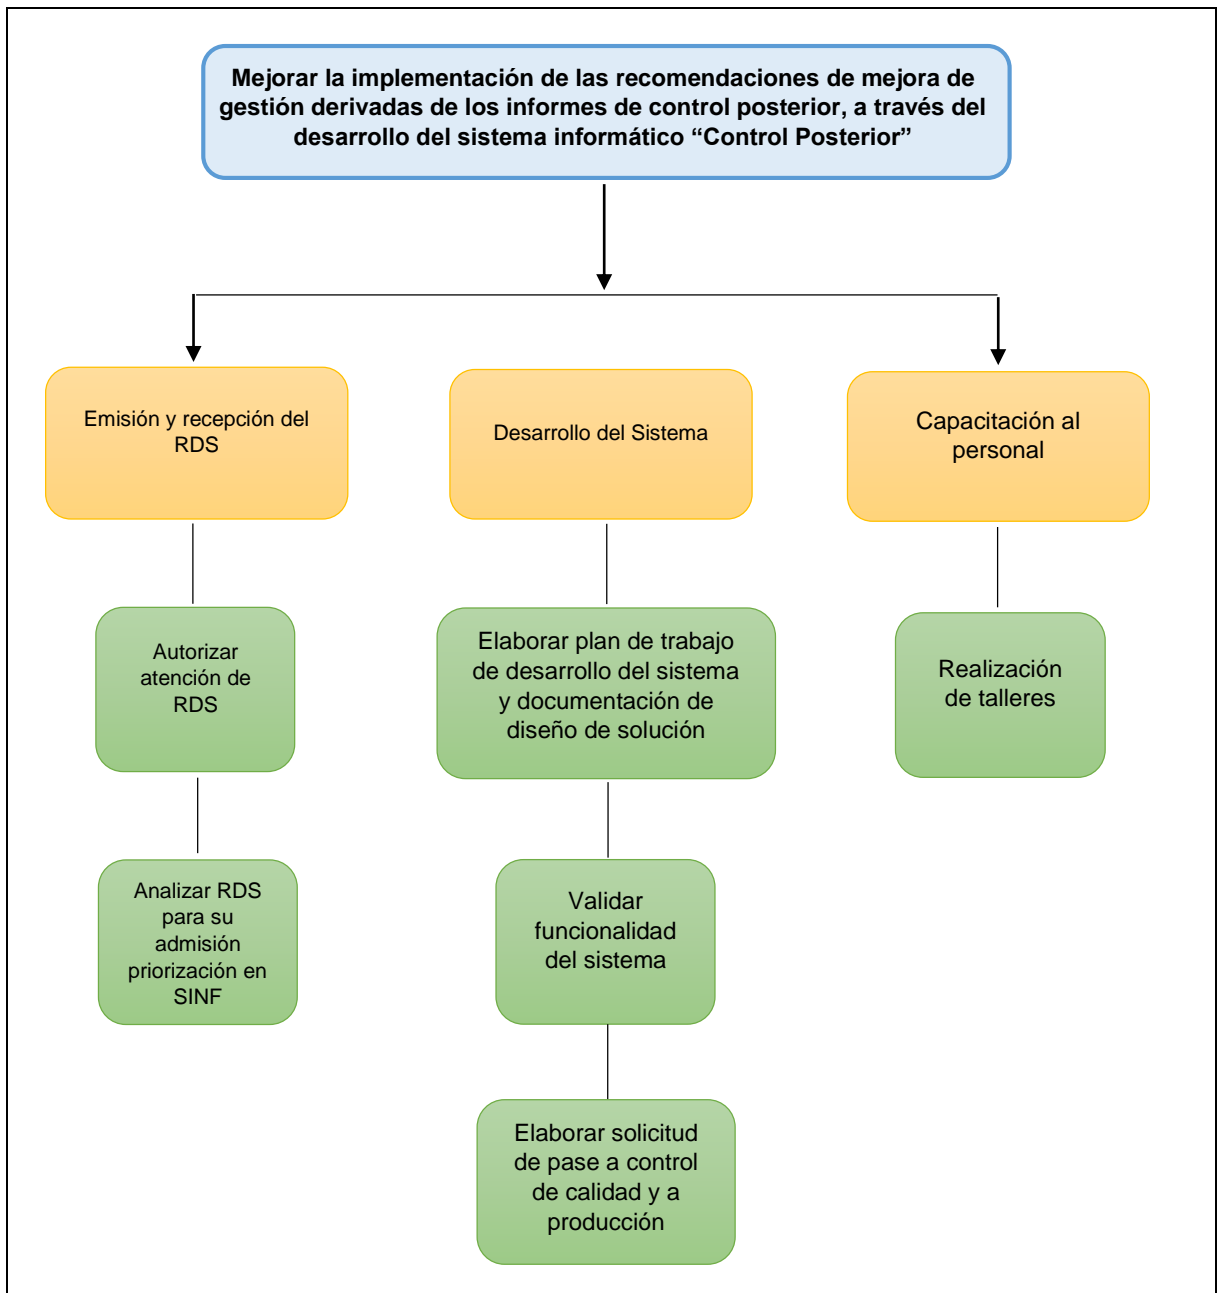 Mejorar la implementación de las recomendaciones de mejora de
gestión derivadas de los informes de control posterior, a través del
desarrollo del sistema informático “Control Posterior”
Emisión y recepción del
RDS
Desarrollo del Sistema
Capacitación al
personal
Autorizar
atención de
RDS
Elaborar plan de trabajo
de desarrollo del sistema
y documentación de
diseño de solución
Realización
de talleres
Analizar RDS
para su
admisión
priorización en
SINF
Validar
funcionalidad
del sistema
Elaborar solicitud
de pase a control
de calidad y a
producción